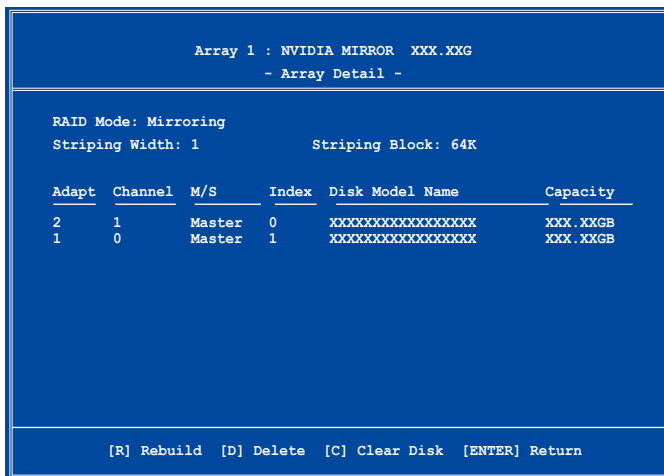 Array 1 : NVIDIA MIRROR XXX.XXG
- Array Detail -
RAID Mode: Mirroring
Striping Width: 1 Striping Block: 64K
Adapt Channel M/S Index Disk Model Name Capacity
2 1 Master 0 XXXXXXXXXXXXXXXXX XXX.XXGB
1 0 Master 1 XXXXXXXXXXXXXXXXX XXX.XXGB
[R] Rebuild [D] Delete [C] Clear Disk [ENTER] Return